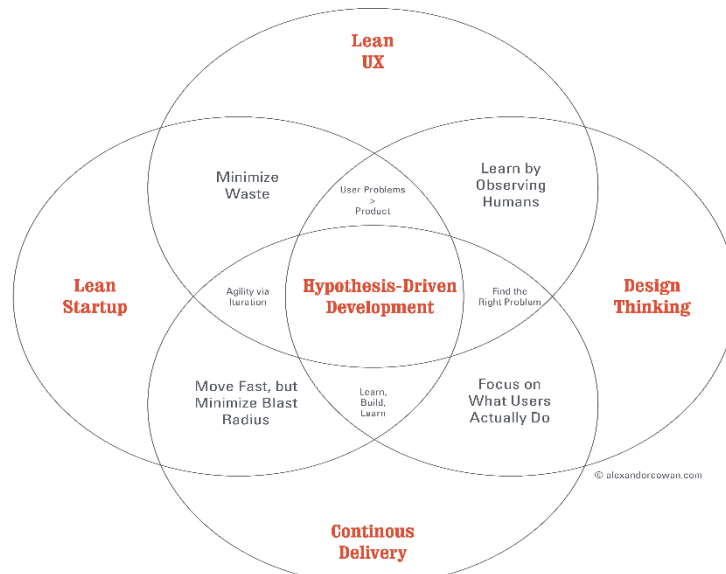 Lean
UX
Minimize
Waste
User Problems
>
Product
Learn by
Observing
Humans
Lean
Startup
Agility via
Iteration
Hypothesis-Driven
Development
Find the
Right Problem
Design
Thinking
Move Fast, but
Minimize Blast
Radius
Learn,
Build,
Learn
Focus on
What Users
Actually Do
© alexandercowan.com
Continous
Delivery